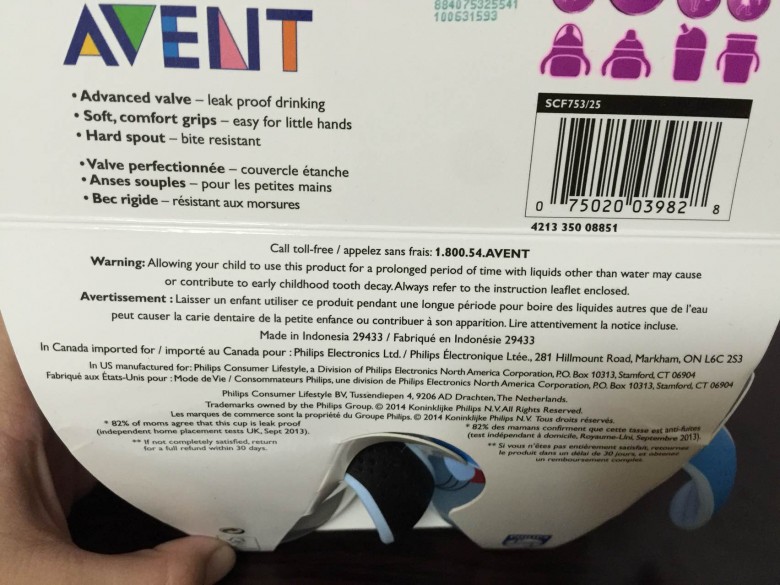 AVENT
884075325541
100631593
• Advanced valve – leak proof drinking
• Soft, comfort grips – easy for little hands
• Hard spout – bite resistant
• Valve perfectionnée – couvercle étanche
• Anses souples – pour les petites mains
• Bec rigide – résistant aux morsures
SCF753/25
0 75020 03982 8
4213 350 08851
Call toll-free / appelez sans frais: 1.800.54.AVENT
Warning: Allowing your child to use this product for a prolonged period of time with liquids other than water may cause
or contribute to early childhood tooth decay. Always refer to the instruction leaflet enclosed.
Avertissement : Laisser un enfant utiliser ce produit pendant une longue période pour boire des liquides autres que de l'eau
peut causer la carie dentaire de la petite enfance ou contribuer à son apparition. Lire attentivement la notice incluse.
Made in Indonesia 29433 / Fabriqué en Indonésie 29433
In Canada imported for / importé au Canada pour : Philips Electronics Ltd. / Philips Électronique Ltée., 281 Hillmount Road, Markham, ON L6C 2S3
In US manufactured for: Philips Consumer Lifestyle, a Division of Philips Electronics North America Corporation, P.O. Box 10313, Stamford, CT 06904
Fabriqué aux États-Unis pour : Mode de Vie / Consommateurs Philips, une division de Philips Electronics North America Corporation, P.O. Box 10313, Stamford, CT 06904
Philips Consumer Lifestyle BV, Tussendiepen 4, 9206 AD Drachten, The Netherlands.
Trademarks owned by the Philips Group. © 2014 Koninklijke Philips N.V. All Rights Reserved.
Les marques de commerce sont la propriété du Groupe Philips. © 2014 Koninklijke Philips N.V. Tous droits réservés.
* 82% of moms agree that this cup is leak proof
(independent home placement tests UK, Sept 2013).
** If not completely satisfied, return
for a full refund within 30 days.
* 82% des mamans confirment que cette tasse est anti-fuites
(test indépendant à domicile, Royaume-Uni, Septembre 2013).
** Si vous n'êtes pas entièrement satisfait, retournez
le produit dans un délai de 30 jours, et obtenez
un remboursement complet.